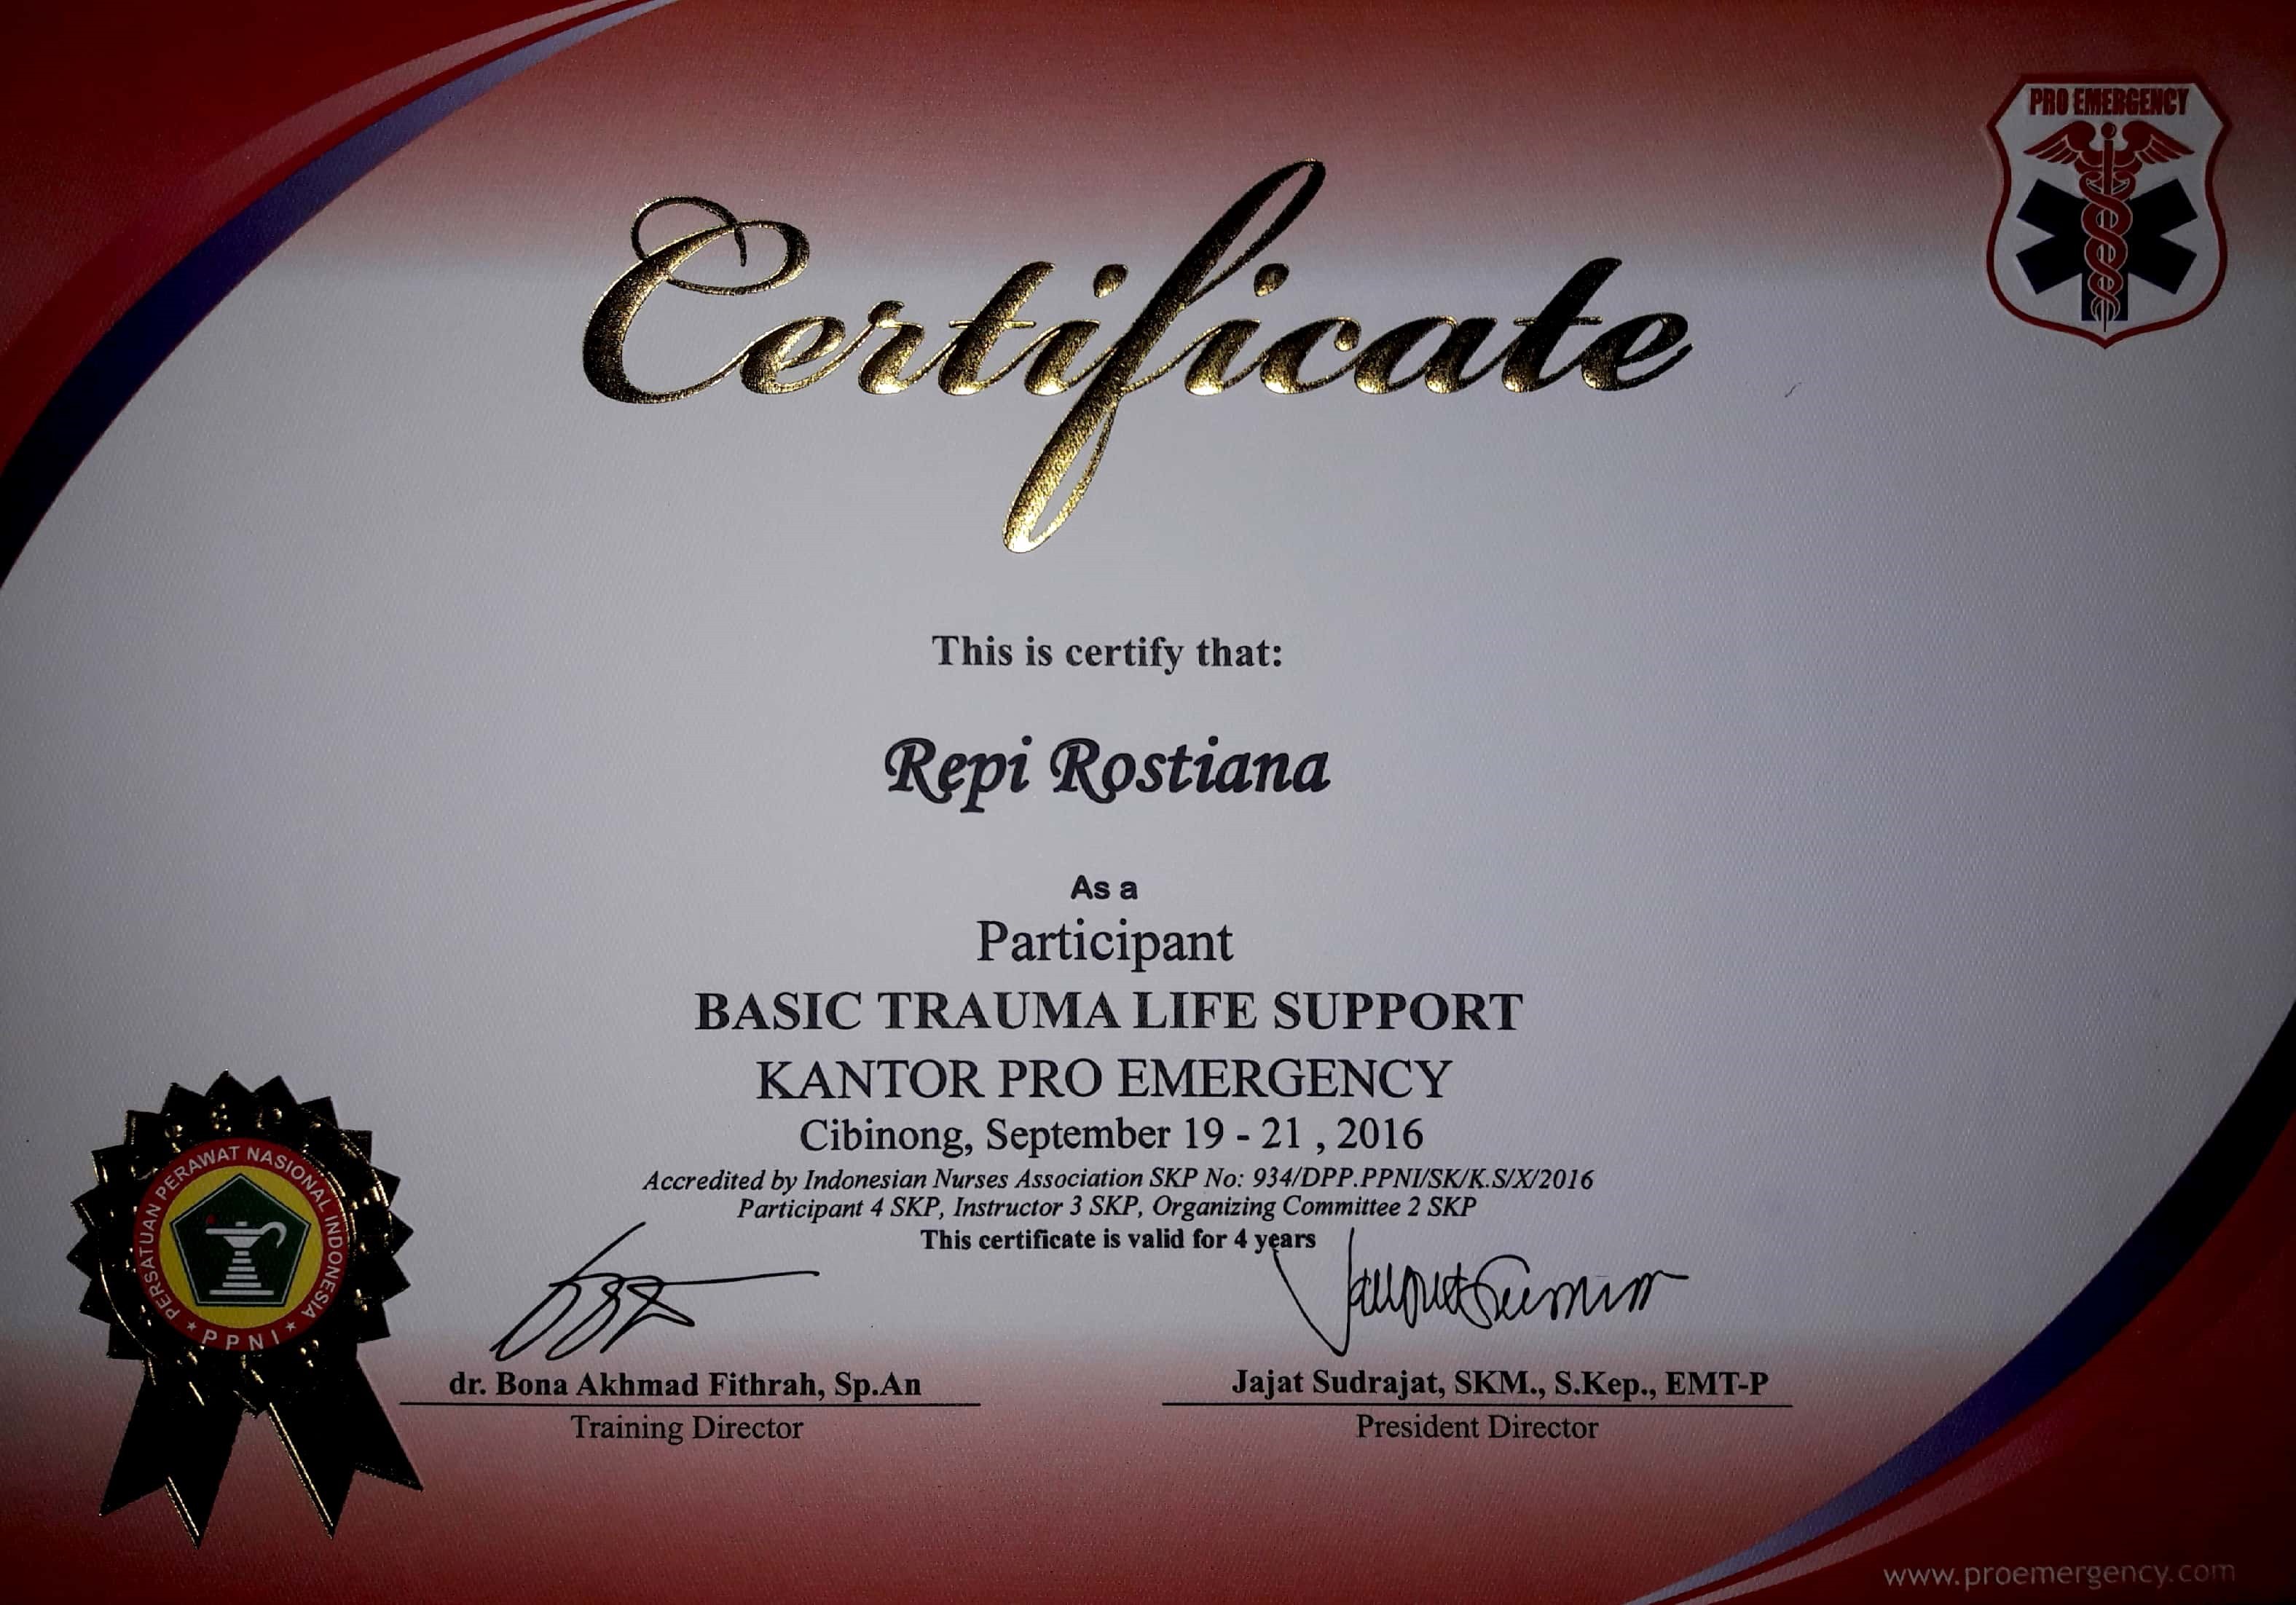 PRO EMERGENCY
Certificate
This is certify that:
Repi Rostiana
As a
Participant
BASIC TRAUMA LIFE SUPPORT
KANTOR PRO EMERGENCY
Cibinong, September 19 - 21 , 2016
Accredited by Indonesian Nurses Association SKP No: 934/DPP.PPNI/SK/K.S/X/2016
Participant 4 SKP, Instructor 3 SKP, Organizing Committee 2 SKP
This certificate is valid for 4 years
PERSATUAN PERAWAT NASIONAL INDONESIA
* PPNI *
dr. Bona Akhmad Fithrah, Sp.An
Training Director
Jajat Sudrajat, SKM., S.Kep., EMT-P
President Director
www.proemergency.com